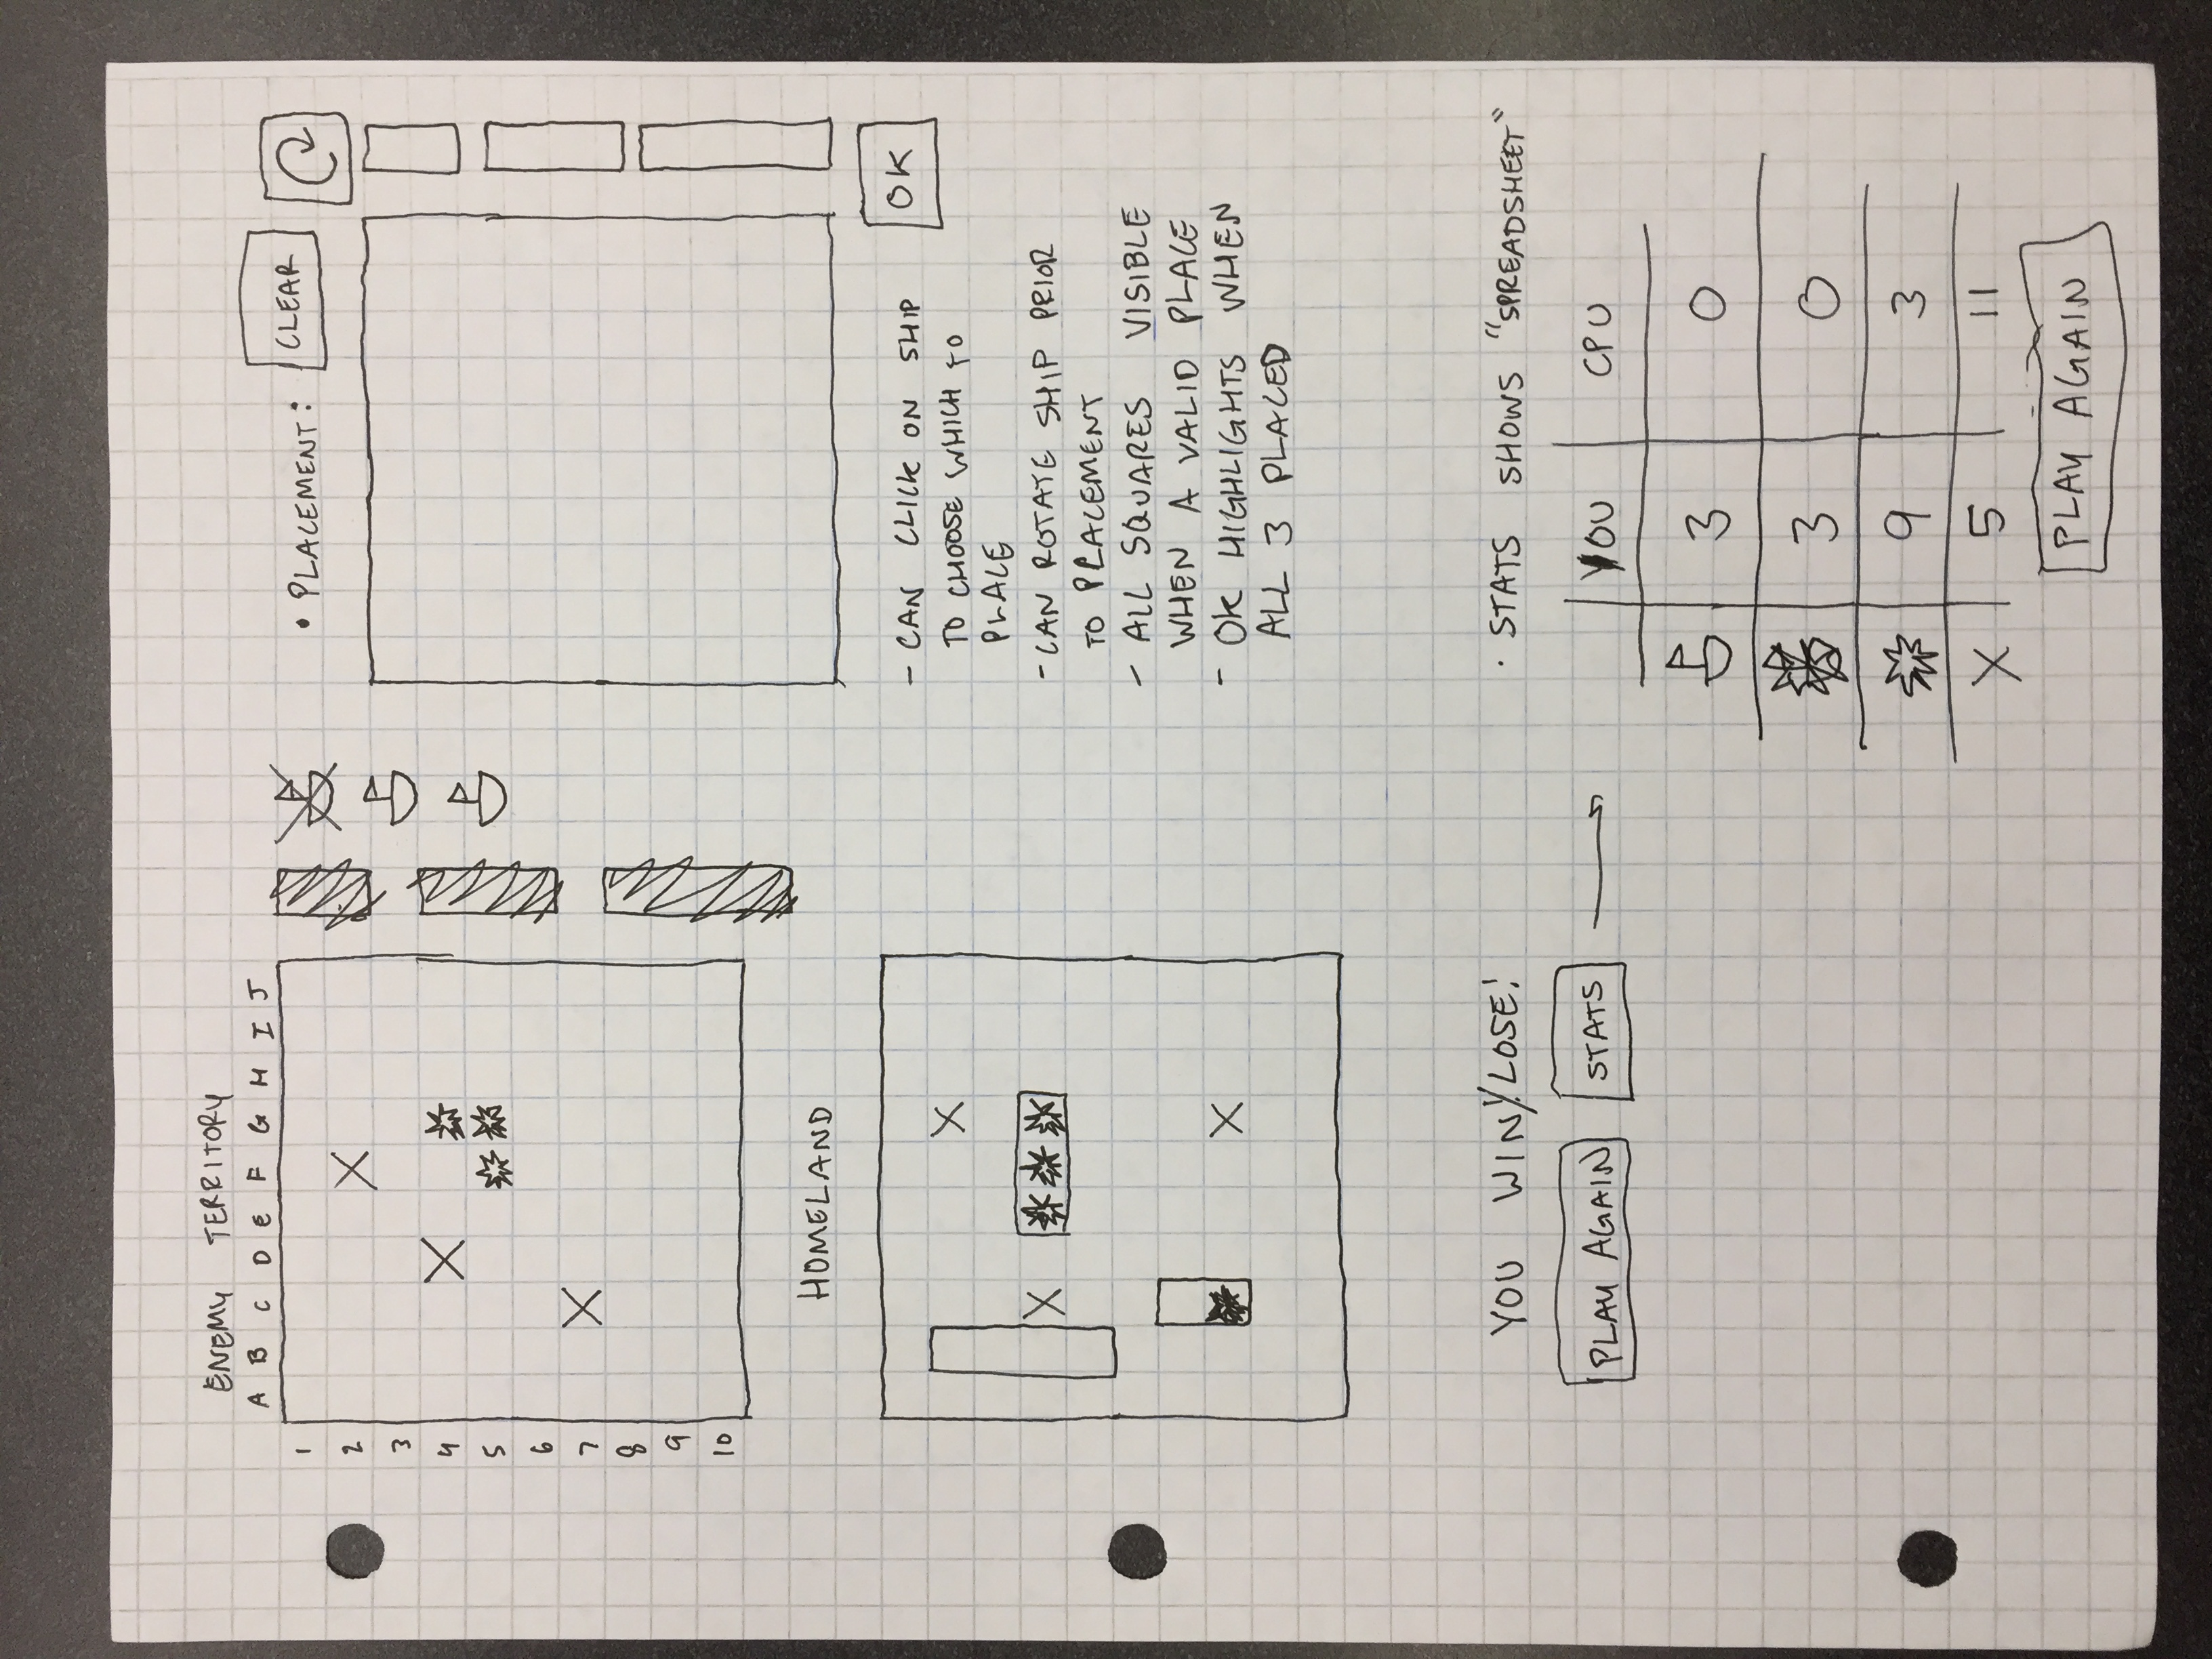 ENEMY TERRITORY
A B C D E F G H I J
1
2
3
4
5
6
7
8
9
10
HOMELAND
YOU WIN!/LOSE!
PLAY AGAIN
STATS
• PLACEMENT:
CLEAR
OK
- CAN CLICK ON SHIP
TO CHOOSE WHICH TO
PLACE
- CAN ROTATE SHIP PRIOR
TO PLACEMENT
- ALL SQUARES VISIBLE
WHEN A VALID PLACE
- OK HIGHLIGHTS WHEN
ALL 3 PLACED
• STATS SHOWS "SPREADSHEET"
YOU CPU
3 0
3 0
9 3
X 5 11
PLAY AGAIN